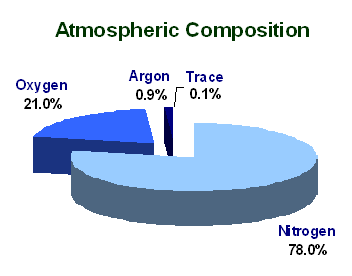 Atmospheric Composition
Oxygen
21.0%
Argon
0.9%
Trace
0.1%
Nitrogen
78.0%